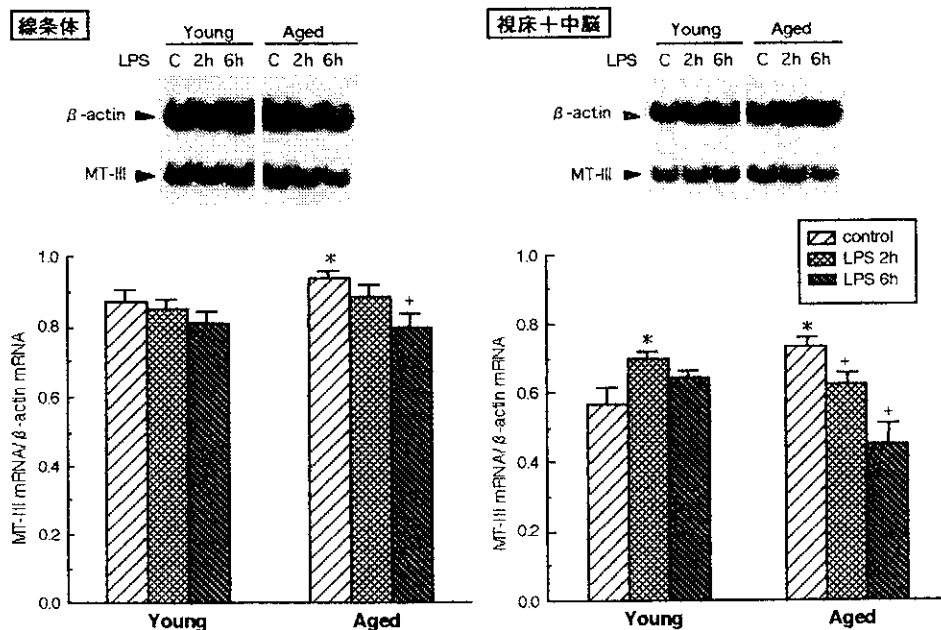 線条体
Young Aged
LPS C 2h 6h C 2h 6h
β-actin
MT-III
MT-III mRNA/β-actin mRNA
1.0
0.8
0.6
0.4
0.2
0.0
*
+
Young Aged
視床＋中脳
Young Aged
LPS C 2h 6h C 2h 6h
β-actin
MT-III
control
LPS 2h
LPS 6h
MT-III mRNA/β-actin mRNA
1.0
0.8
0.6
0.4
0.2
0.0
* *
+
+
Young Aged